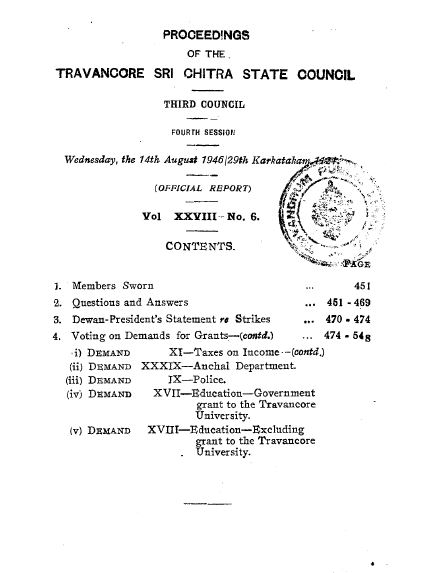 PROCEEDINGS
OF THE
TRAVANCORE SRI CHITRA STATE COUNCIL
THIRD COUNCIL
FOURTH SESSION
Wednesday, the 14th August 1946/29th Karkatakam,
(OFFICIAL REPORT)
Vol XXVIII—No. 6.
CONTENTS.
PAGE
1. Members Sworn ... 451
2. Questions and Answers ... 451 - 469
3. Dewan-President's Statement re Strikes ... 470 - 474
4. Voting on Demands for Grants—(contd.) ... 474 - 548
i) DEMAND XI—Taxes on Income—(contd.)
(ii) DEMAND XXXIX—Anchal Department.
(iii) DEMAND IX—Police.
(iv) DEMAND XVII—Education—Government
grant to the Travancore
University.
(v) DEMAND XVIII—Education—Excluding
grant to the Travancore
University.